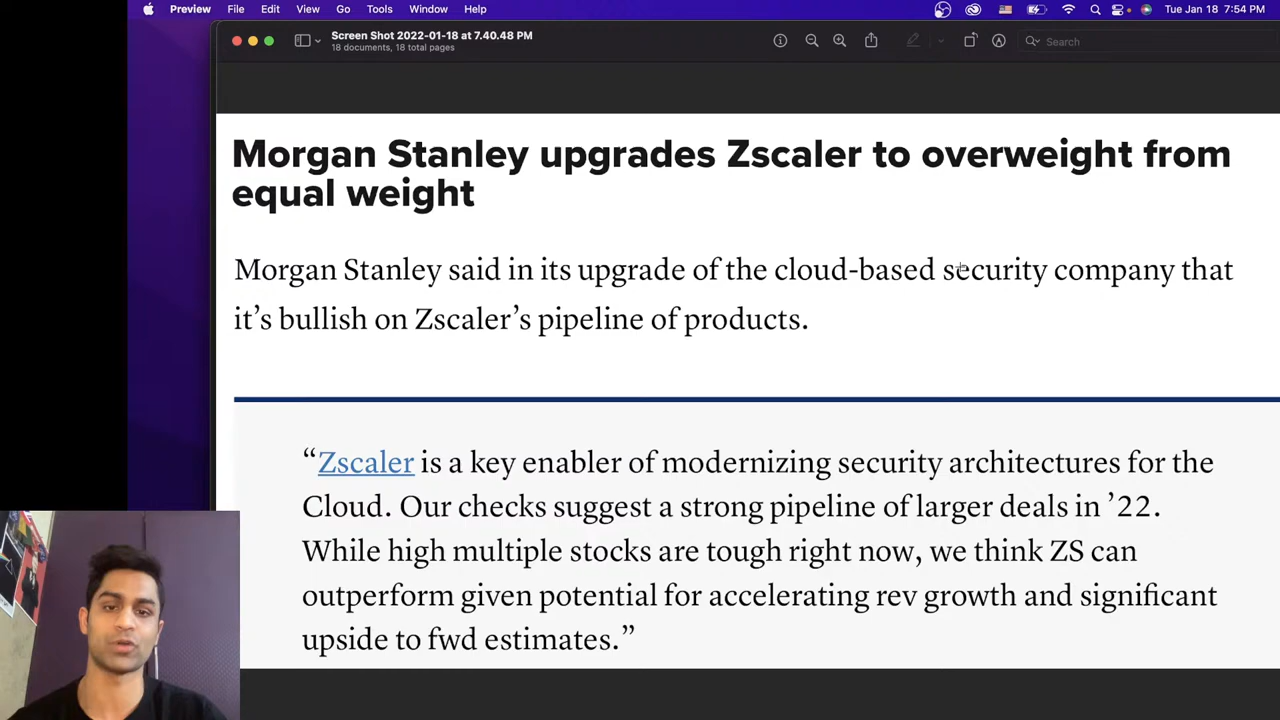 Preview File Edit View Go Tools Window Help Tue Jan 18 7:54 PM
Screen Shot 2022-01-18 at 7.40.48 PM
18 documents, 18 total pages
Search
Morgan Stanley upgrades Zscaler to overweight from
equal weight
Morgan Stanley said in its upgrade of the cloud-based security company that
it’s bullish on Zscaler’s pipeline of products.
“Zscaler is a key enabler of modernizing security architectures for the
Cloud. Our checks suggest a strong pipeline of larger deals in ’22.
While high multiple stocks are tough right now, we think ZS can
outperform given potential for accelerating rev growth and significant
upside to fwd estimates.”